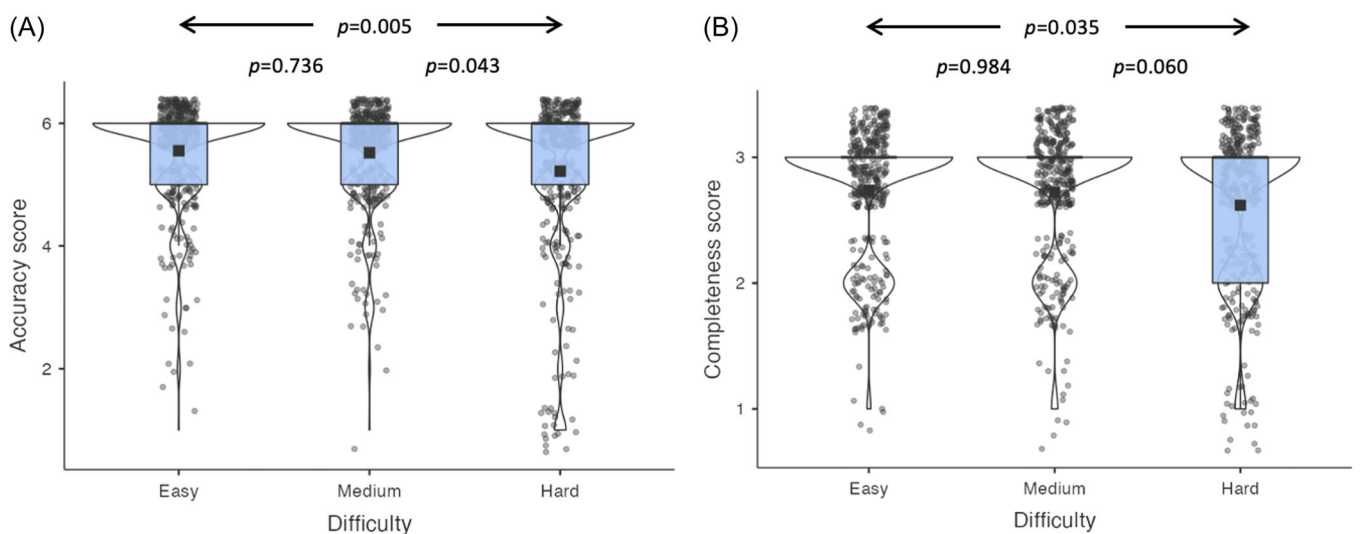 (A)
p=0.005
p=0.736
p=0.043
Accuracy score
6
4
2
Easy
Medium
Hard
Difficulty
(B)
p=0.035
p=0.984
p=0.060
Completeness score
3
2
1
Easy
Medium
Hard
Difficulty